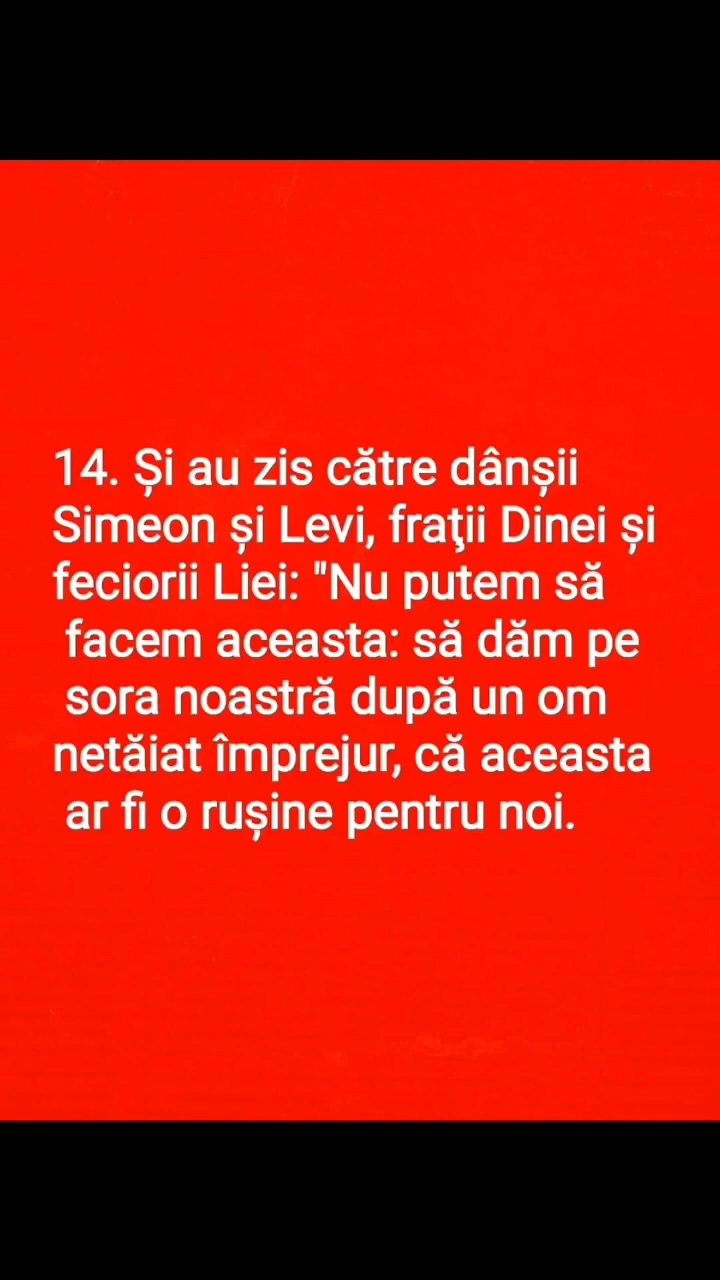 14. Și au zis către dânșii
Simeon și Levi, fraţii Dinei și
feciorii Liei: "Nu putem să
facem aceasta: să dăm pe
sora noastră după un om
netăiat împrejur, că aceasta
ar fi o rușine pentru noi.